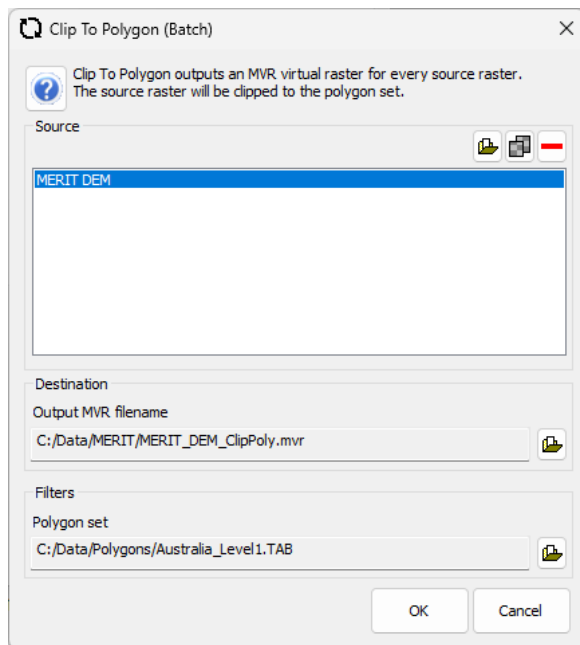 Clip To Polygon (Batch)
Clip To Polygon outputs an MVR virtual raster for every source raster.
The source raster will be clipped to the polygon set.
Source
MERIT DEM
Destination
Output MVR filename
C:/Data/MERIT/MERIT_DEM_ClipPoly.mvr
Filters
Polygon set
C:/Data/Polygons/Australia_Level1.TAB
OK Cancel